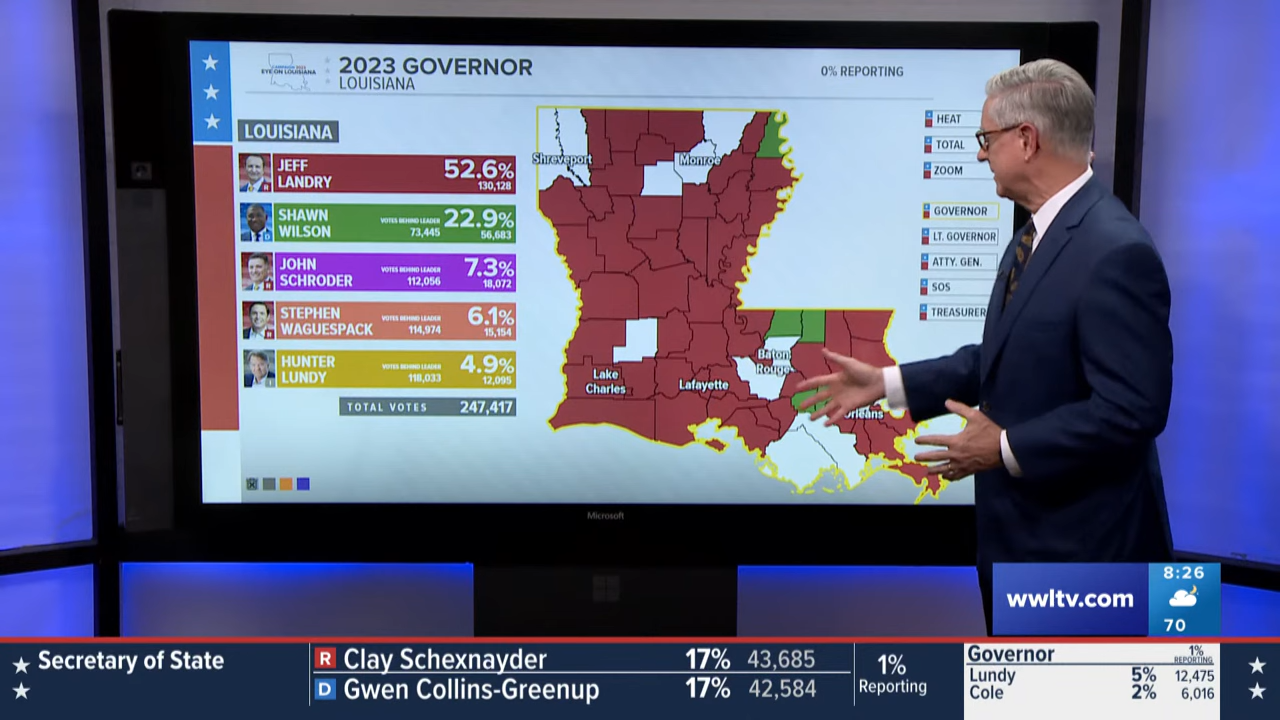 EYE ON LOUISIANA
2023 GOVERNOR
LOUISIANA
0% REPORTING
LOUISIANA
JEFF
LANDRY
52.6%
130,128
SHAWN
WILSON
VOTES BEHIND LEADER
73,445
22.9%
56,683
JOHN
SCHRODER
VOTES BEHIND LEADER
112,056
7.3%
18,072
STEPHEN
WAGUESPACK
VOTES BEHIND LEADER
114,974
6.1%
15,154
HUNTER
LUNDY
VOTES BEHIND LEADER
118,033
4.9%
12,095
TOTAL VOTES 247,417
Shreveport
Monroe
Baton
Rouge
Lake
Charles
Lafayette
Orleans
HEAT
TOTAL
ZOOM
GOVERNOR
LT. GOVERNOR
ATTY. GEN.
SOS
TREASURER
Microsoft
wwltv.com
8:26
70
Secretary of State
R Clay Schexnayder 17% 43,685
D Gwen Collins-Greenup 17% 42,584
1%
Reporting
Governor 1%
REPORTING
Lundy 5% 12,475
Cole 2% 6,016